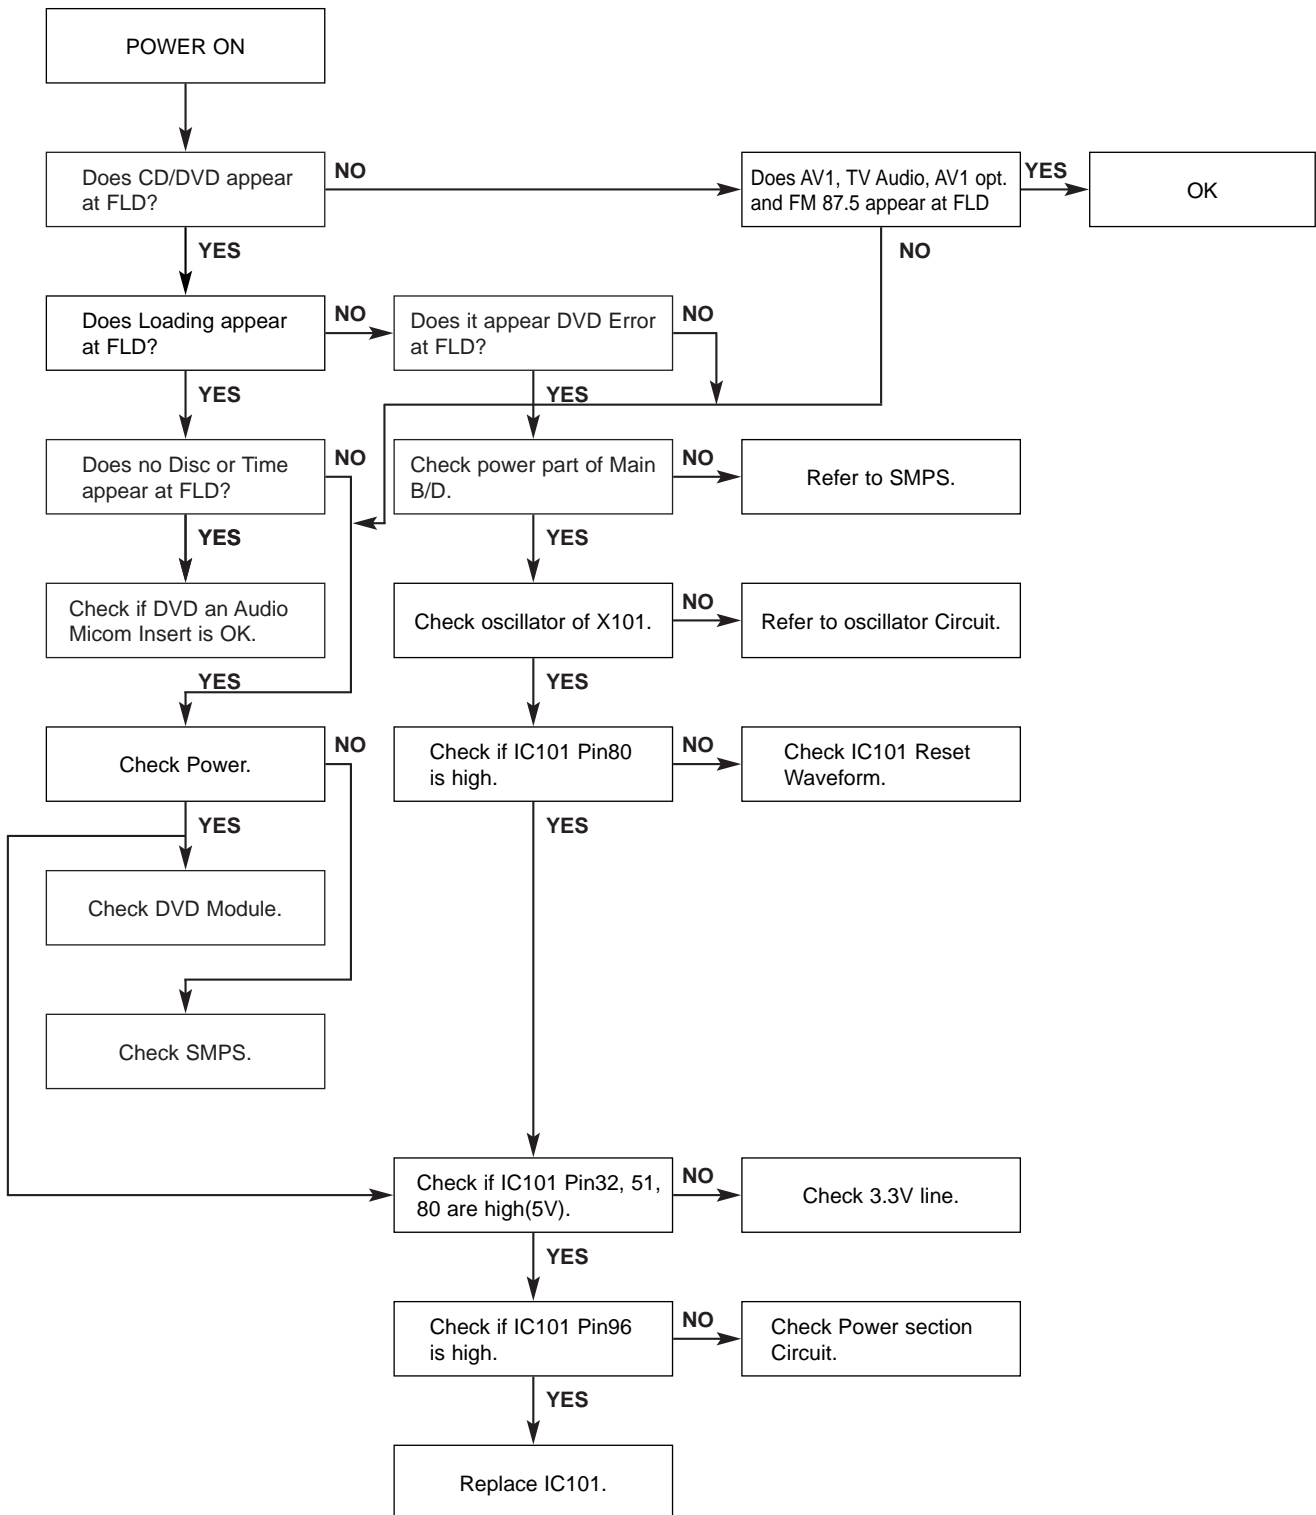 POWER ON
Does CD/DVD appear
at FLD?
NO
Does AV1, TV Audio, AV1 opt.
and FM 87.5 appear at FLD
YES
OK
YES
NO
Does Loading appear
at FLD?
NO
Does it appear DVD Error
at FLD?
NO
YES
YES
Does no Disc or Time
appear at FLD?
NO
Check power part of Main
B/D.
NO
Refer to SMPS.
YES
YES
Check if DVD an Audio
Micom Insert is OK.
Check oscillator of X101.
NO
Refer to oscillator Circuit.
YES
YES
Check Power.
NO
Check if IC101 Pin80
is high.
NO
Check IC101 Reset
Waveform.
YES
YES
Check DVD Module.
Check SMPS.
Check if IC101 Pin32, 51,
80 are high(5V).
NO
Check 3.3V line.
YES
Check if IC101 Pin96
is high.
NO
Check Power section
Circuit.
YES
Replace IC101.